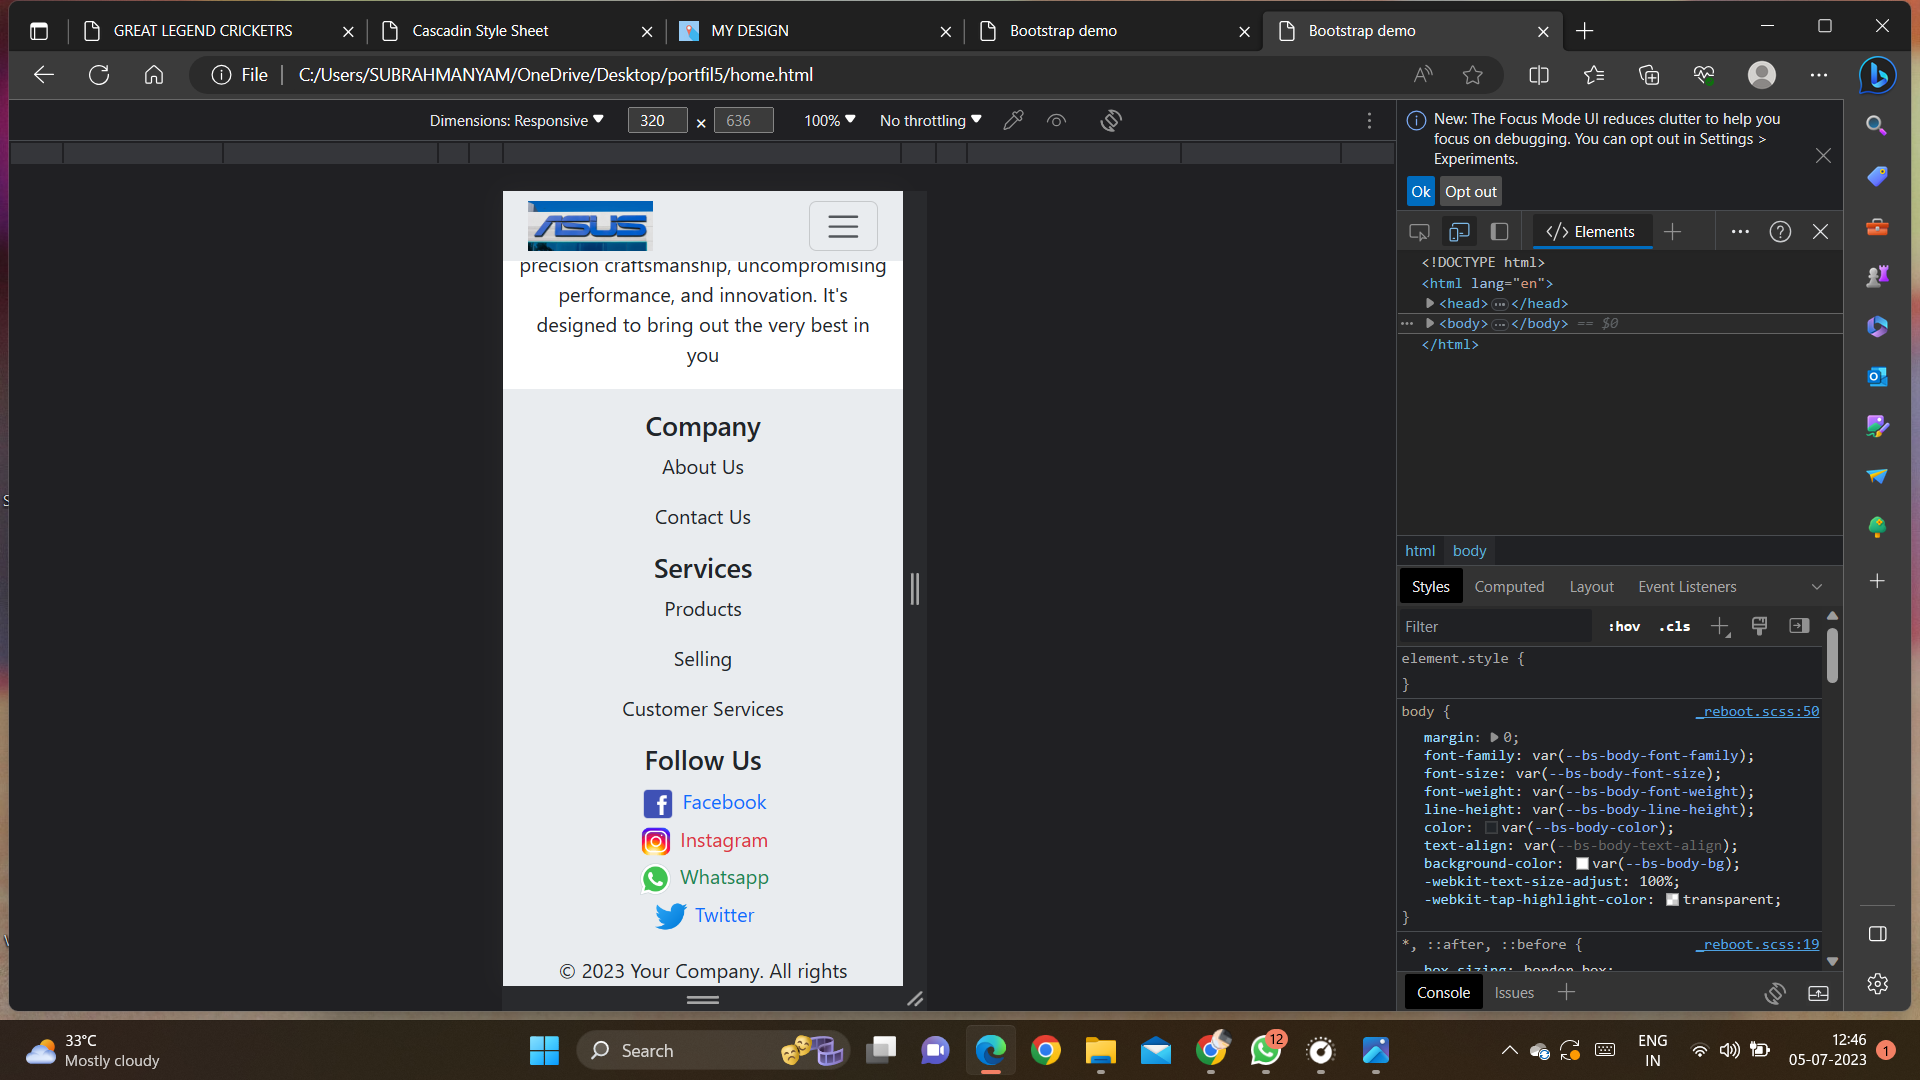 GREAT LEGEND CRICKETRS
Cascadin Style Sheet
MY DESIGN
Bootstrap demo
Bootstrap demo
File
C:/Users/SUBRAHMANYAM/OneDrive/Desktop/portfil5/home.html
Dimensions: Responsive
320 × 636
100%
No throttling
ASUS
precision craftsmanship, uncompromising
performance, and innovation. It's
designed to bring out the very best in
you
Company
About Us
Contact Us
Services
Products
Selling
Customer Services
Follow Us
Facebook
Instagram
Whatsapp
Twitter
© 2023 Your Company. All rights
New: The Focus Mode UI reduces clutter to help you
focus on debugging. You can opt out in Settings >
Experiments.
Ok Opt out
</> Elements
<!DOCTYPE html>
<html lang="en">
<head> … </head>
<body> … </body> == $0
</html>
html body
Styles Computed Layout Event Listeners
Filter :hov .cls
element.style {
}
body { _reboot.scss:50
margin: 0;
font-family: var(--bs-body-font-family);
font-size: var(--bs-body-font-size);
font-weight: var(--bs-body-font-weight);
line-height: var(--bs-body-line-height);
color: var(--bs-body-color);
text-align: var(--bs-body-text-align);
background-color: var(--bs-body-bg);
-webkit-text-size-adjust: 100%;
-webkit-tap-highlight-color: transparent;
}
*, ::after, ::before { _reboot.scss:19
box-sizing: border-box;
Console Issues
33°C
Mostly cloudy
Search
12
ENG
IN
12:46
05-07-2023
1